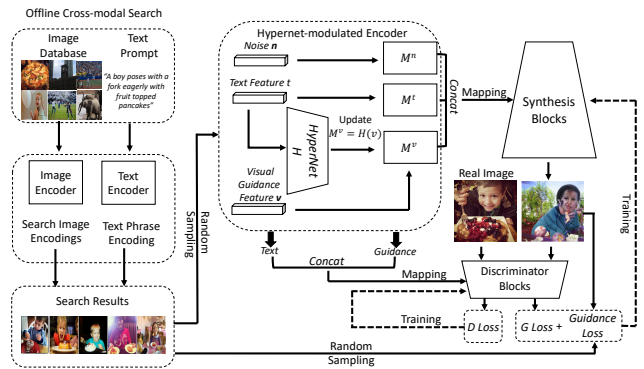 Offline Cross-modal Search
Image
Database
Text
Prompt
"A boy poses with a
fork eagerly with
fruit topped
pancakes"
Image
Encoder
Text
Encoder
Search Image
Encodings
Text Phrase
Encoding
Search Results
Random
Sampling
Hypernet-modulated Encoder
Noise n
Text Feature t
HyperNet
H
Visual
Guidance
Feature v
M^n
M^t
Update
M^v = H(v)
M^v
Concat
Mapping
Synthesis
Blocks
Training
Real Image
Text
Guidance
Concat
Mapping
Discriminator
Blocks
Training
D Loss
G Loss +
Guidance
Loss
Random
Sampling